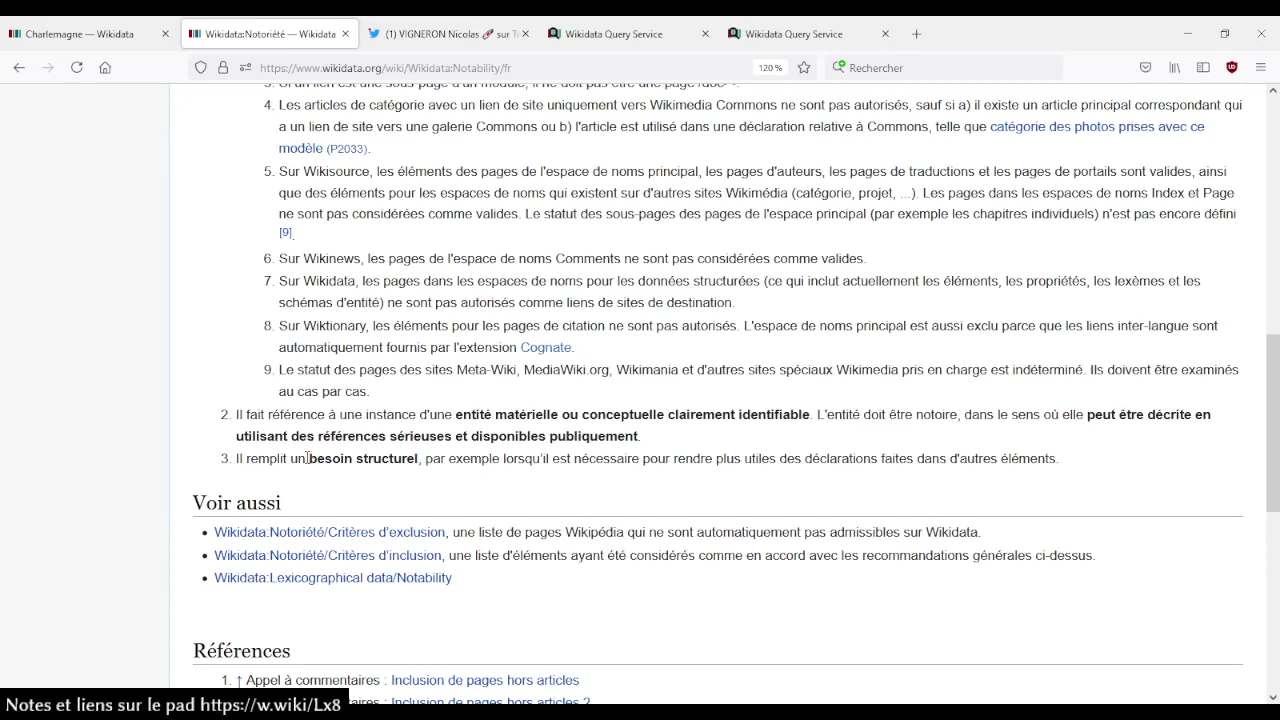 Charlemagne — Wikidata
Wikidata:Notoriété — Wikidata
(1) VIGNERON Nicolas 🚀 sur Tw
Wikidata Query Service
Wikidata Query Service
https://www.wikidata.org/wiki/Wikidata:Notability/fr
120 %
Rechercher
4. Les articles de catégorie avec un lien de site uniquement vers Wikimedia Commons ne sont pas autorisés, sauf si a) il existe un article principal correspondant qui
a un lien de site vers une galerie Commons ou b) l'article est utilisé dans une déclaration relative à Commons, telle que catégorie des photos prises avec ce
modèle (P2033).
5. Sur Wikisource, les éléments des pages de l'espace de noms principal, les pages d'auteurs, les pages de traductions et les pages de portails sont valides, ainsi
que des éléments pour les espaces de noms qui existent sur d'autres sites Wikimédia (catégorie, projet, ...). Les pages dans les espaces de noms Index et Page
ne sont pas considérées comme valides. Le statut des sous-pages des pages de l'espace principal (par exemple les chapitres individuels) n'est pas encore défini
[9].
6. Sur Wikinews, les pages de l'espace de noms Comments ne sont pas considérées comme valides.
7. Sur Wikidata, les pages dans les espaces de noms pour les données structurées (ce qui inclut actuellement les éléments, les propriétés, les lexèmes et les
schémas d'entité) ne sont pas autorisés comme liens de sites de destination.
8. Sur Wiktionary, les éléments pour les pages de citation ne sont pas autorisés. L'espace de noms principal est aussi exclu parce que les liens inter-langue sont
automatiquement fournis par l'extension Cognate.
9. Le statut des pages des sites Meta-Wiki, MediaWiki.org, Wikimania et d'autres sites spéciaux Wikimedia pris en charge est indéterminé. Ils doivent être examinés
au cas par cas.
2. Il fait référence à une instance d'une entité matérielle ou conceptuelle clairement identifiable. L'entité doit être notoire, dans le sens où elle peut être décrite en
utilisant des références sérieuses et disponibles publiquement.
3. Il remplit un besoin structurel, par exemple lorsqu'il est nécessaire pour rendre plus utiles des déclarations faites dans d'autres éléments.
Voir aussi
• Wikidata:Notoriété/Critères d'exclusion, une liste de pages Wikipédia qui ne sont automatiquement pas admissibles sur Wikidata.
• Wikidata:Notoriété/Critères d'inclusion, une liste d'éléments ayant été considérés comme en accord avec les recommandations générales ci-dessus.
• Wikidata:Lexicographical data/Notability
Références
1. ↑ Appel à commentaires : Inclusion de pages hors articles
taires : Inclusion de pages hors articles 2
Notes et liens sur le pad https://w.wiki/Lx8